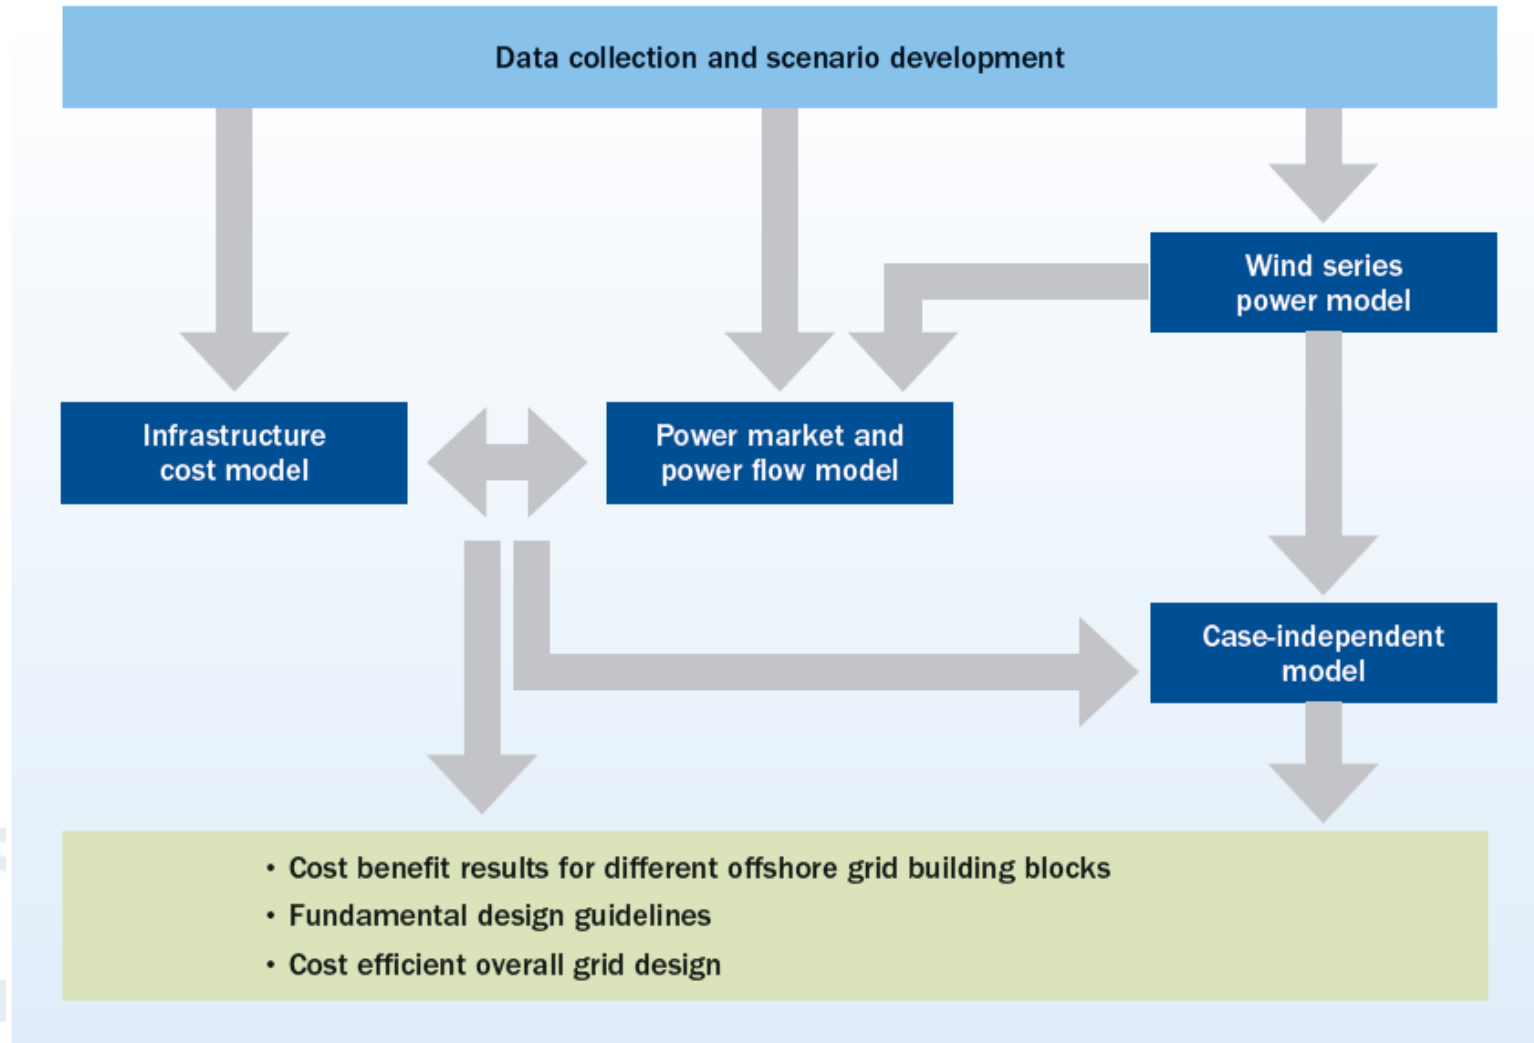 Data collection and scenario development
Wind series
power model
Infrastructure
cost model
Power market and
power flow model
Case-independent
model
• Cost benefit results for different offshore grid building blocks
• Fundamental design guidelines
• Cost efficient overall grid design